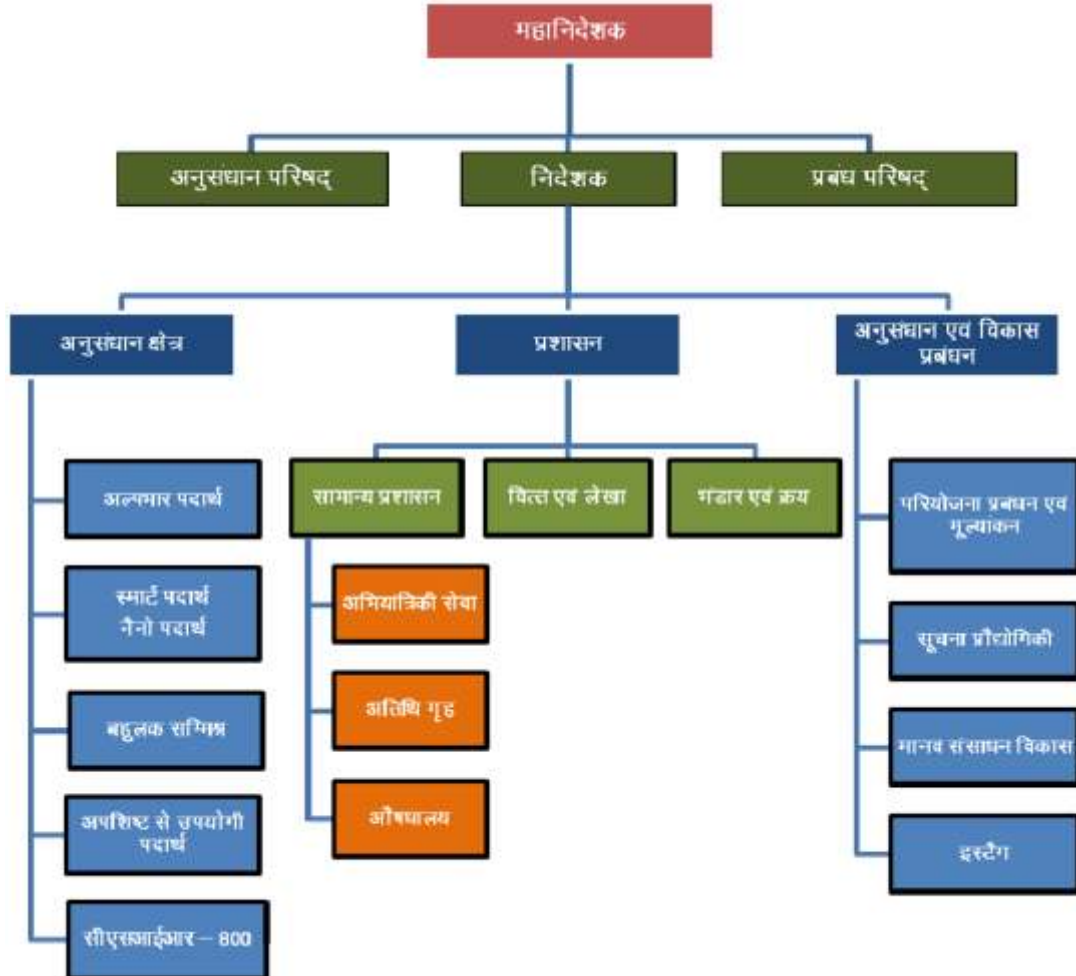 महानिदेशक
अनुसंधान परिषद्
निदेशक
प्रबंध परिषद्
अनुसंधान क्षेत्र
प्रशासन
अनुसंधान एवं विकास
प्रबंधन
अल्पभार पदार्थ
स्मार्ट पदार्थ
नैनो पदार्थ
बहुलक सम्मिश्र
अपशिष्ट से उपयोगी
पदार्थ
सीएसआईआर – 800
सामान्य प्रशासन
वित्त एवं लेखा
भंडार एवं क्रय
अभियांत्रिकी सेवा
अतिथि गृह
औषघालय
परियोजना प्रबंधन एवं
मूल्याकन
सूचना प्रौद्योगिकी
मानव संसाधन विकास
इस्टैग